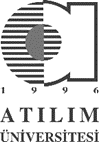 1 9 9 6
ATILIM
ÜNİVERSİTESİ